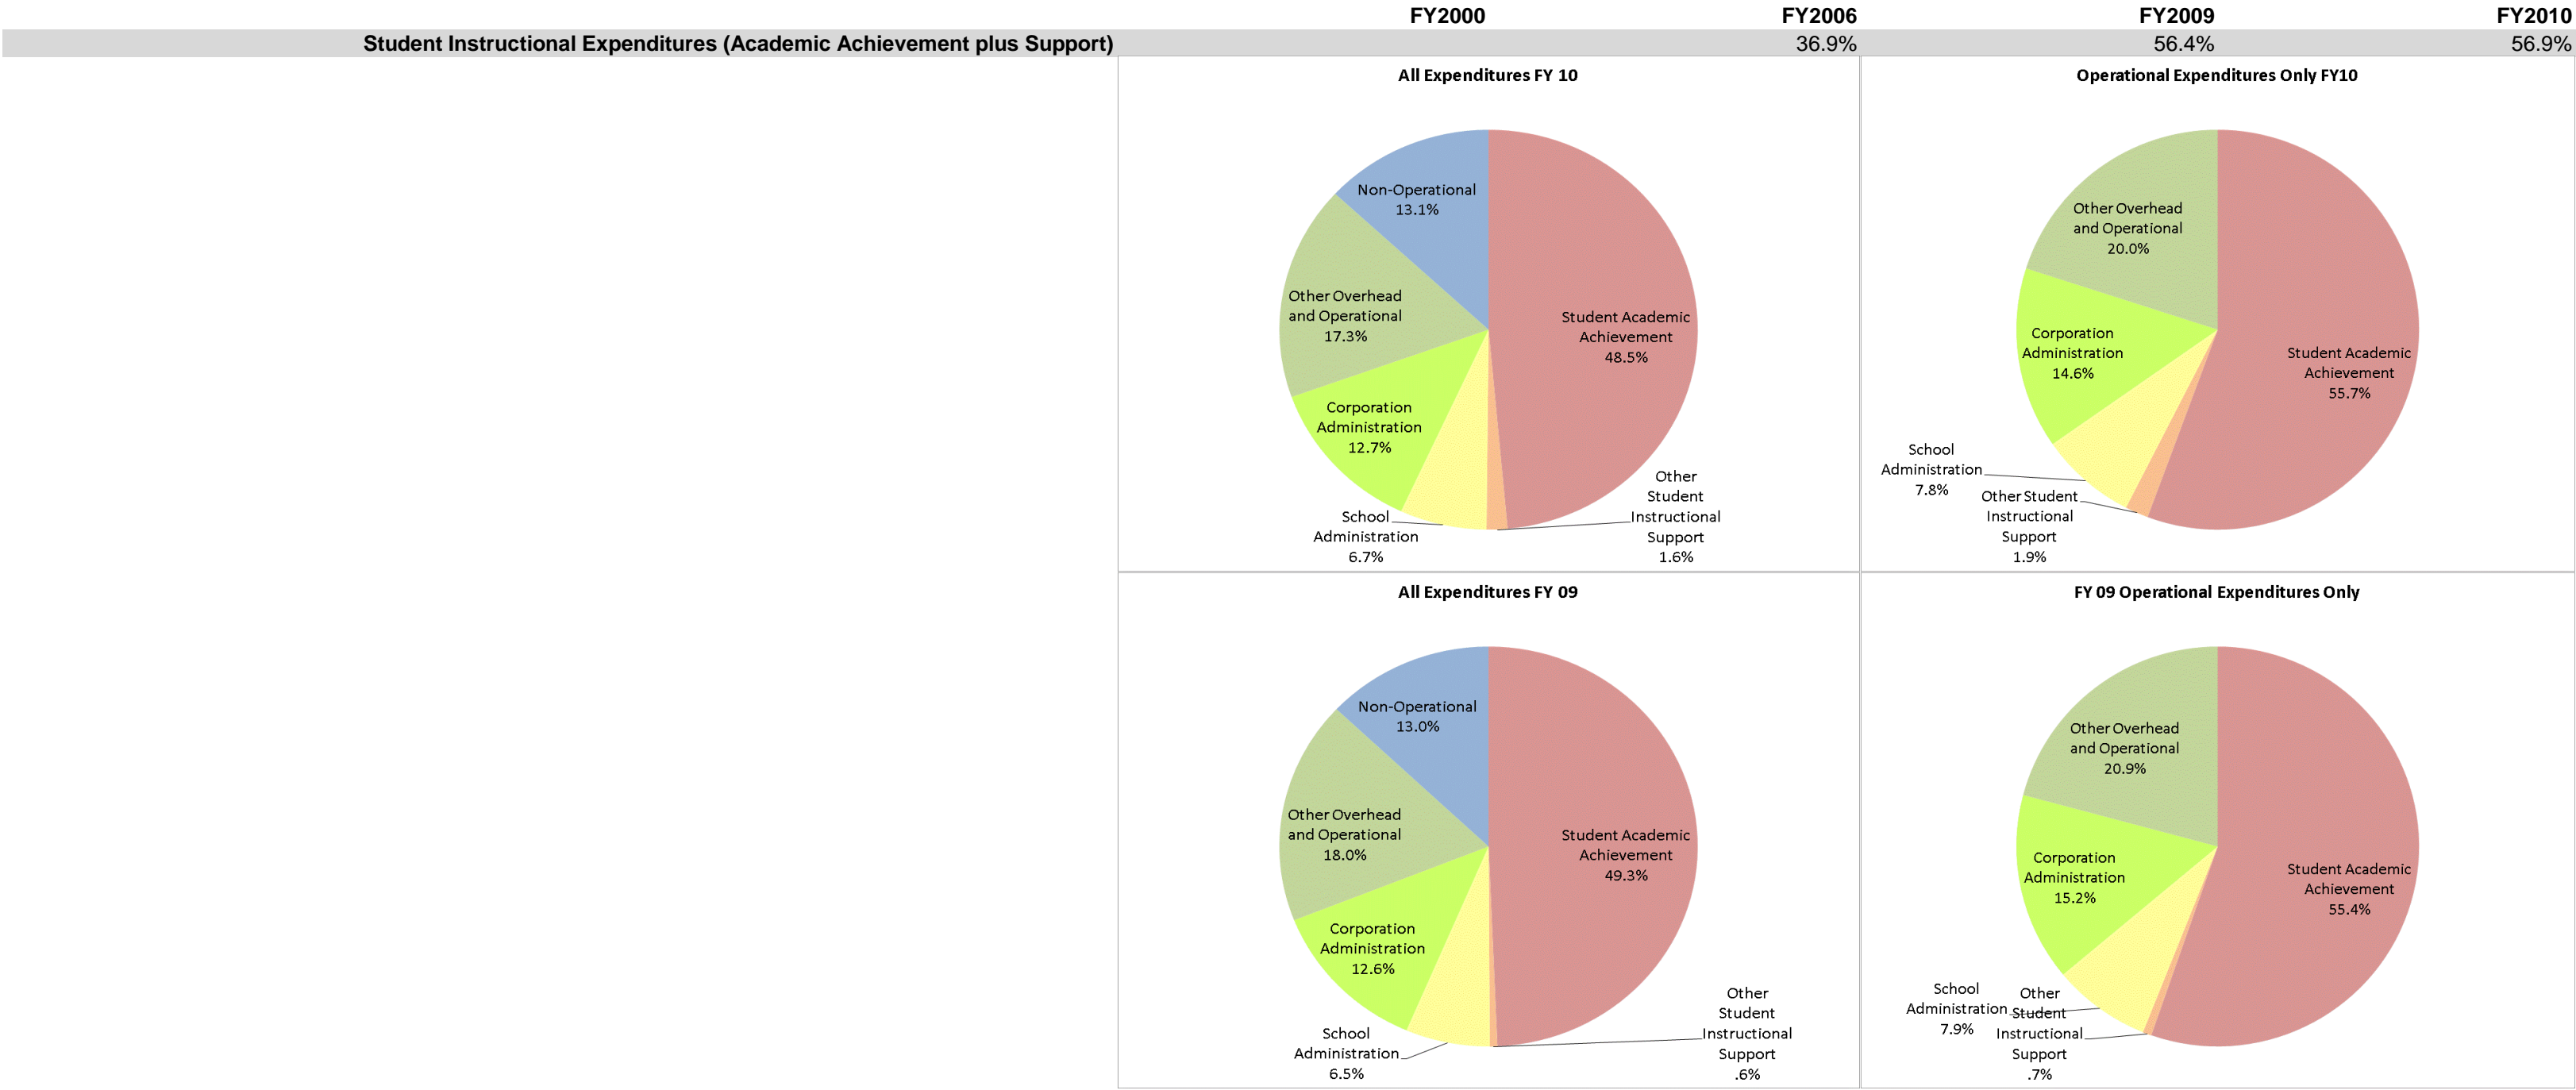 FY2000 FY2006 FY2009 FY2010
Student Instructional Expenditures (Academic Achievement plus Support) 36.9% 56.4% 56.9%
All Expenditures FY 10
Non-Operational
13.1%
Other Overhead
and Operational
17.3%
Corporation
Administration
12.7%
School
Administration
6.7%
Student Academic
Achievement
48.5%
Other
Student
Instructional
Support
1.6%
Operational Expenditures Only FY10
Other Overhead
and Operational
20.0%
Corporation
Administration
14.6%
School
Administration
7.8%
Other Student
Instructional
Support
1.9%
Student Academic
Achievement
55.7%
All Expenditures FY 09
Non-Operational
13.0%
Other Overhead
and Operational
18.0%
Corporation
Administration
12.6%
School
Administration
6.5%
Student Academic
Achievement
49.3%
Other
Student
Instructional
Support
.6%
FY 09 Operational Expenditures Only
Other Overhead
and Operational
20.9%
Corporation
Administration
15.2%
School
Administration
7.9%
Other
Student
Instructional
Support
.7%
Student Academic
Achievement
55.4%